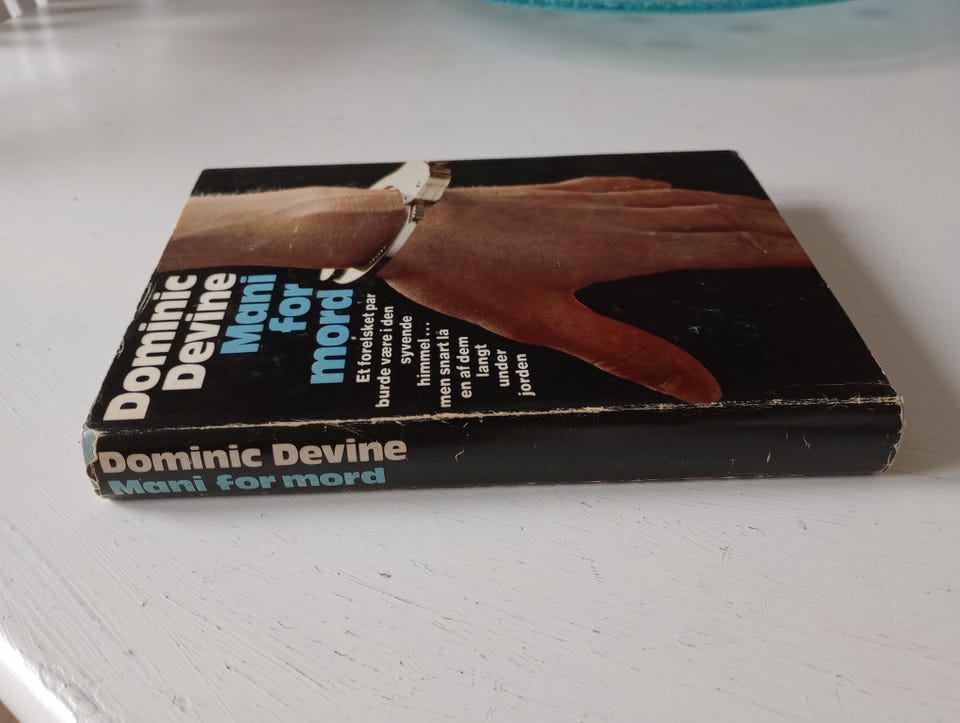 Dominic
Devine
Mani
for
mord
Et forelsket par
burde være i den
syvende
himmel...
men snart lå
en af dem
langt
under
jorden
Dominic Devine
Mani for mord